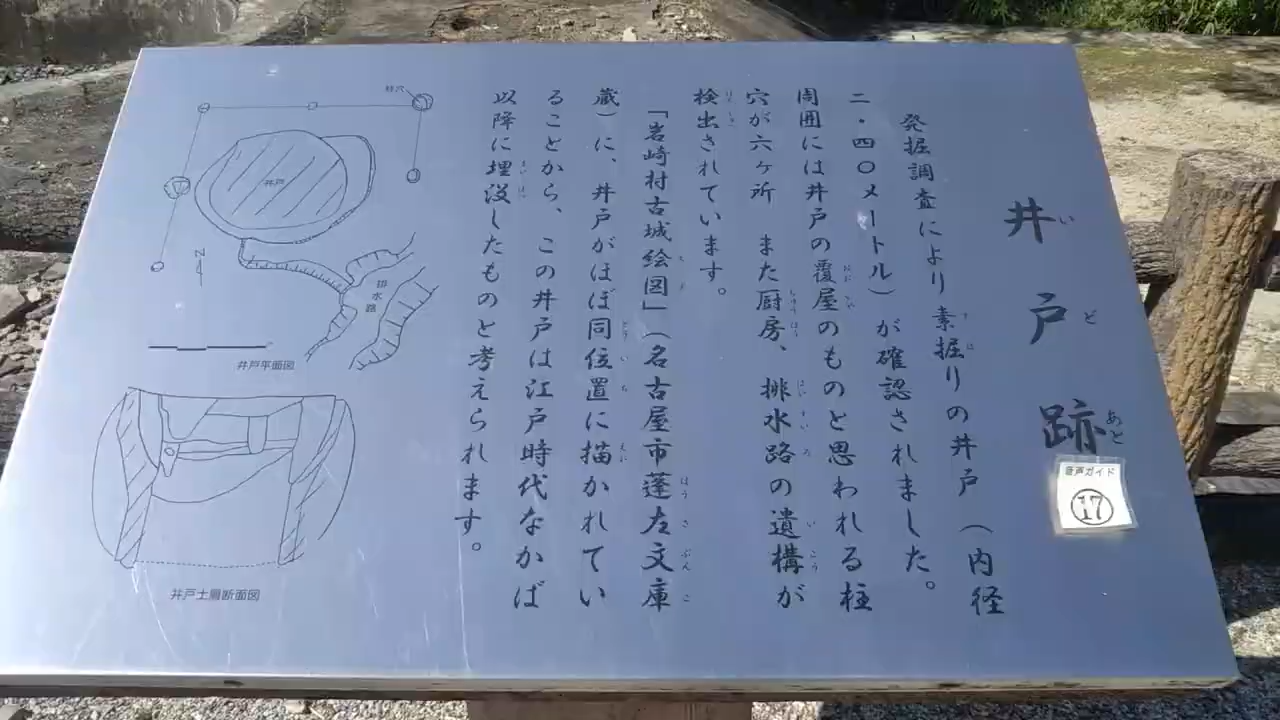 井戸跡
いどあと
音声ガイド
17
発掘調査により素掘りの井戸（内径
二・四〇メートル）が確認されました。
周囲には井戸の覆屋のものと思われる柱
穴が六ヶ所　また厨房、排水路の遺構が
検出されています。
「岩崎村古城絵図」（名古屋市蓬左文庫
蔵）に、井戸がほぼ同位置に描かれてい
ることから、この井戸は江戸時代なかば
以降に埋没したものと考えられます。
柱穴
井戸
N
排水路
井戸平面図
井戸土層断面図